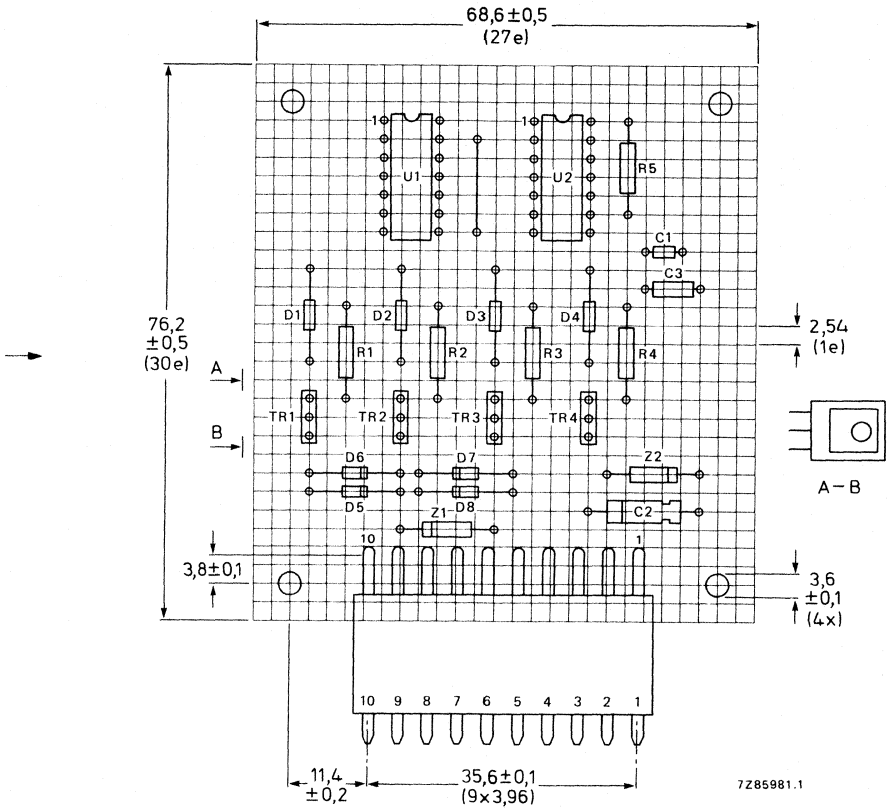 68,6±0,5
(27e)
1
U1
1
U2
R5
C1
C3
D1
D2
D3
D4
76,2
±0,5
(30e)
2,54
(1e)
R1
R2
R3
R4
A
TR1
TR2
TR3
TR4
B
D6
D7
Z2
A–B
D5
D8
Z1
C2
10
1
3,8±0,1
3,6
±0,1
(4x)
10 9 8 7 6 5 4 3 2 1
11,4
±0,2
35,6±0,1
(9x3,96)
7Z85981.1